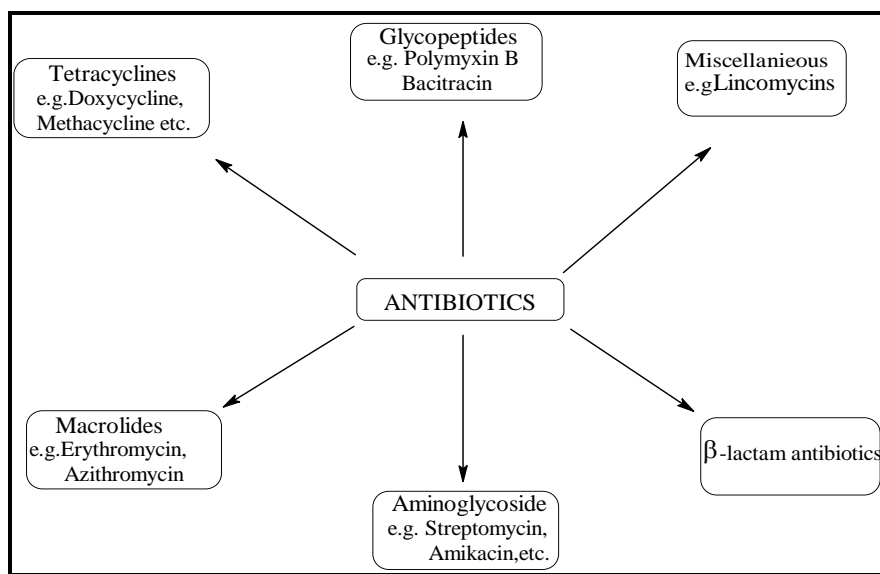 Tetracyclines
e.g.Doxycycline,
Methacycline etc.
Glycopeptides
e.g. Polymyxin B
Bacitracin
Miscellanieous
e.gLincomycins
ANTIBIOTICS
Macrolides
e.g.Erythromycin,
Azithromycin
Aminoglycoside
e.g. Streptomycin,
Amikacin,etc.
β-lactam antibiotics